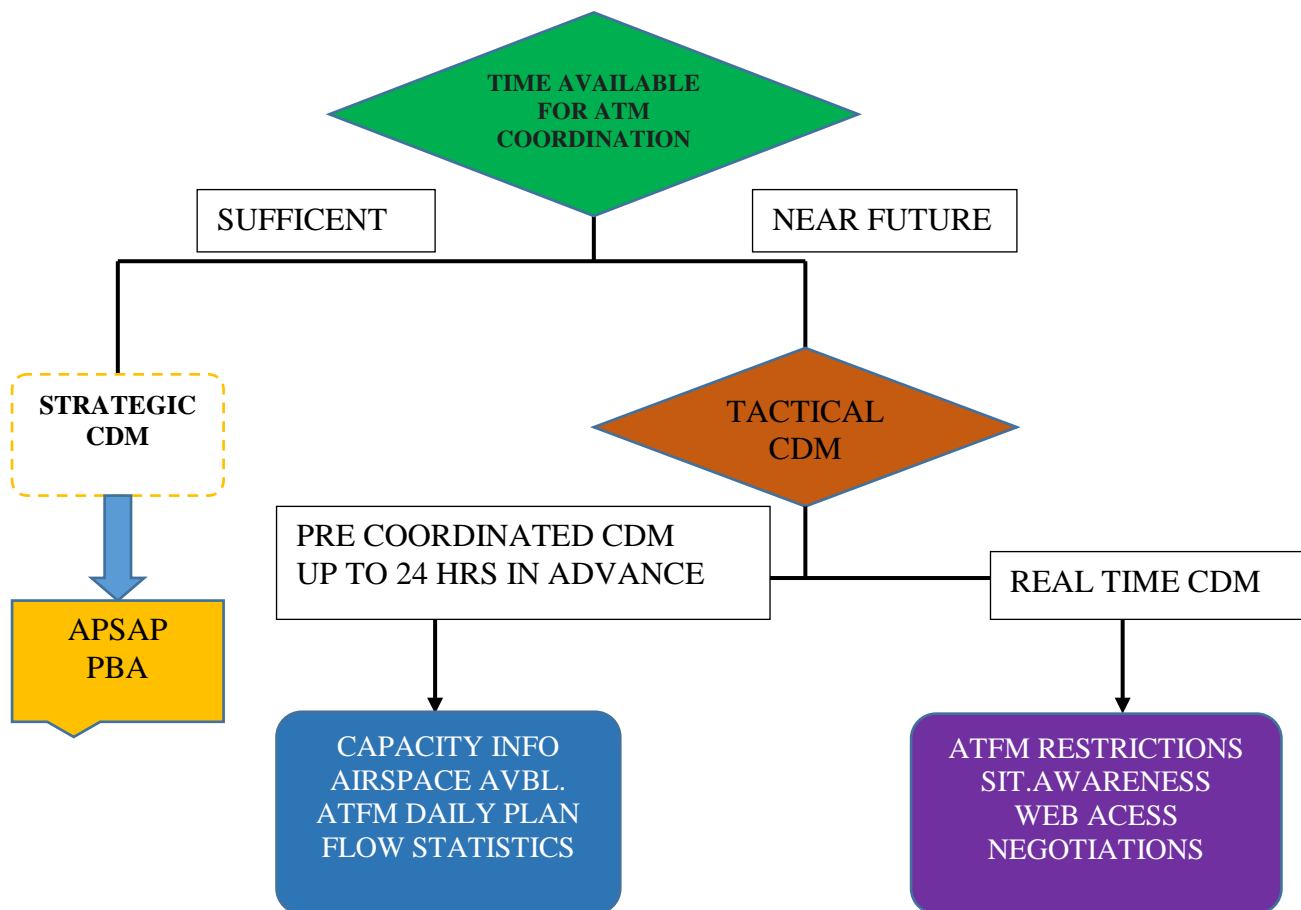 TIME AVAILABLE
FOR ATM
COORDINATION
SUFFICENT
NEAR FUTURE
STRATEGIC
CDM
TACTICAL
CDM
PRE COORDINATED CDM
UP TO 24 HRS IN ADVANCE
REAL TIME CDM
APSAP
PBA
CAPACITY INFO
AIRSPACE AVBL.
ATFM DAILY PLAN
FLOW STATISTICS
ATFM RESTRICTIONS
SIT.AWARENESS
WEB ACESS
NEGOTIATIONS